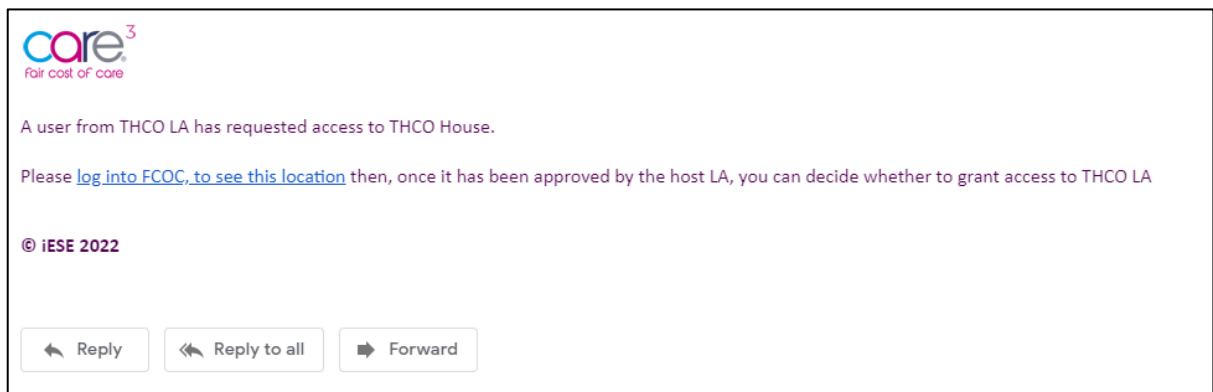 care 3
Fair cost of care
A user from THCO LA has requested access to THCO House.
Please log into FCOC, to see this location then, once it has been approved by the host LA, you can decide whether to grant access to THCO LA
© iESE 2022
Reply
Reply to all
Forward